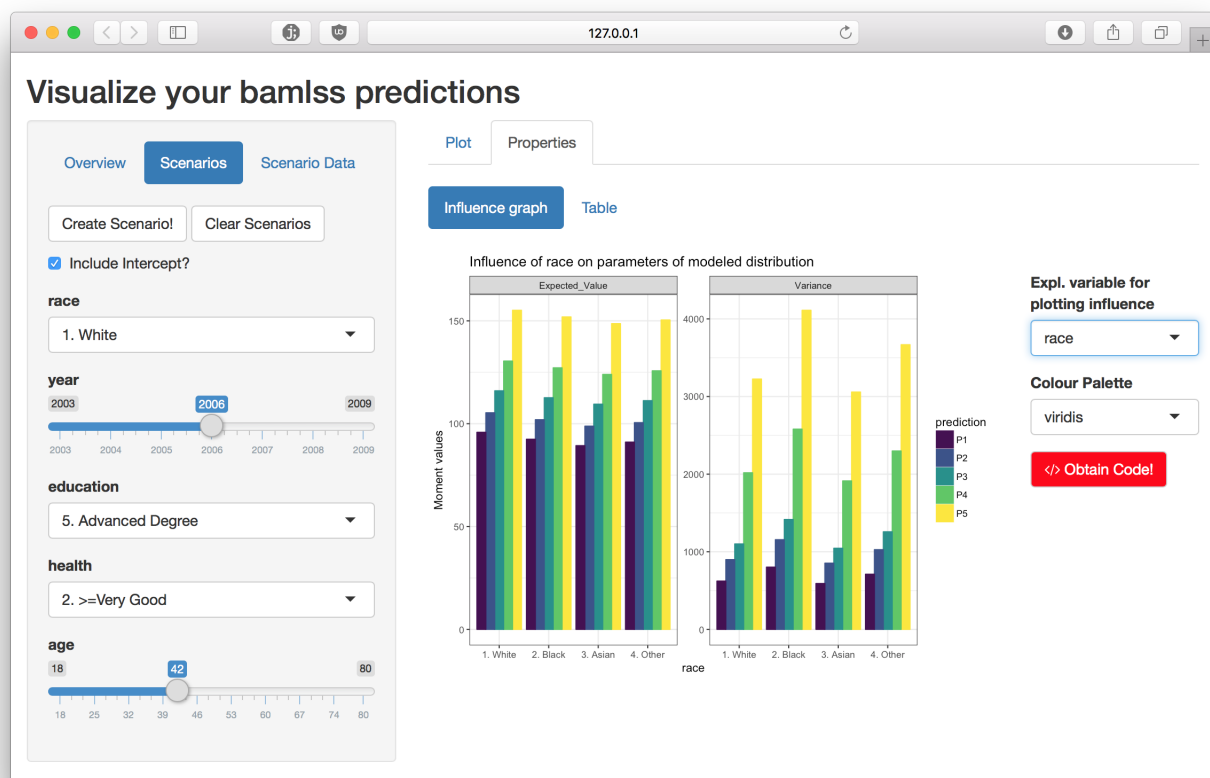 127.0.0.1
Visualize your bamlss predictions
Overview Scenarios Scenario Data
Create Scenario! Clear Scenarios
Include Intercept?
race
1. White
year
2003 2006 2009
2003 2004 2005 2006 2007 2008 2009
education
5. Advanced Degree
health
2. >=Very Good
age
18 42 80
18 25 32 39 46 53 60 67 74 80
Plot Properties
Influence graph Table
Influence of race on parameters of modeled distribution
Expected_Value Variance
Moment values
150
100
50
0
4000
3000
2000
1000
0
1. White 2. Black 3. Asian 4. Other 1. White 2. Black 3. Asian 4. Other
race
prediction
P1
P2
P3
P4
P5
Expl. variable for
plotting influence
race
Colour Palette
viridis
</> Obtain Code!